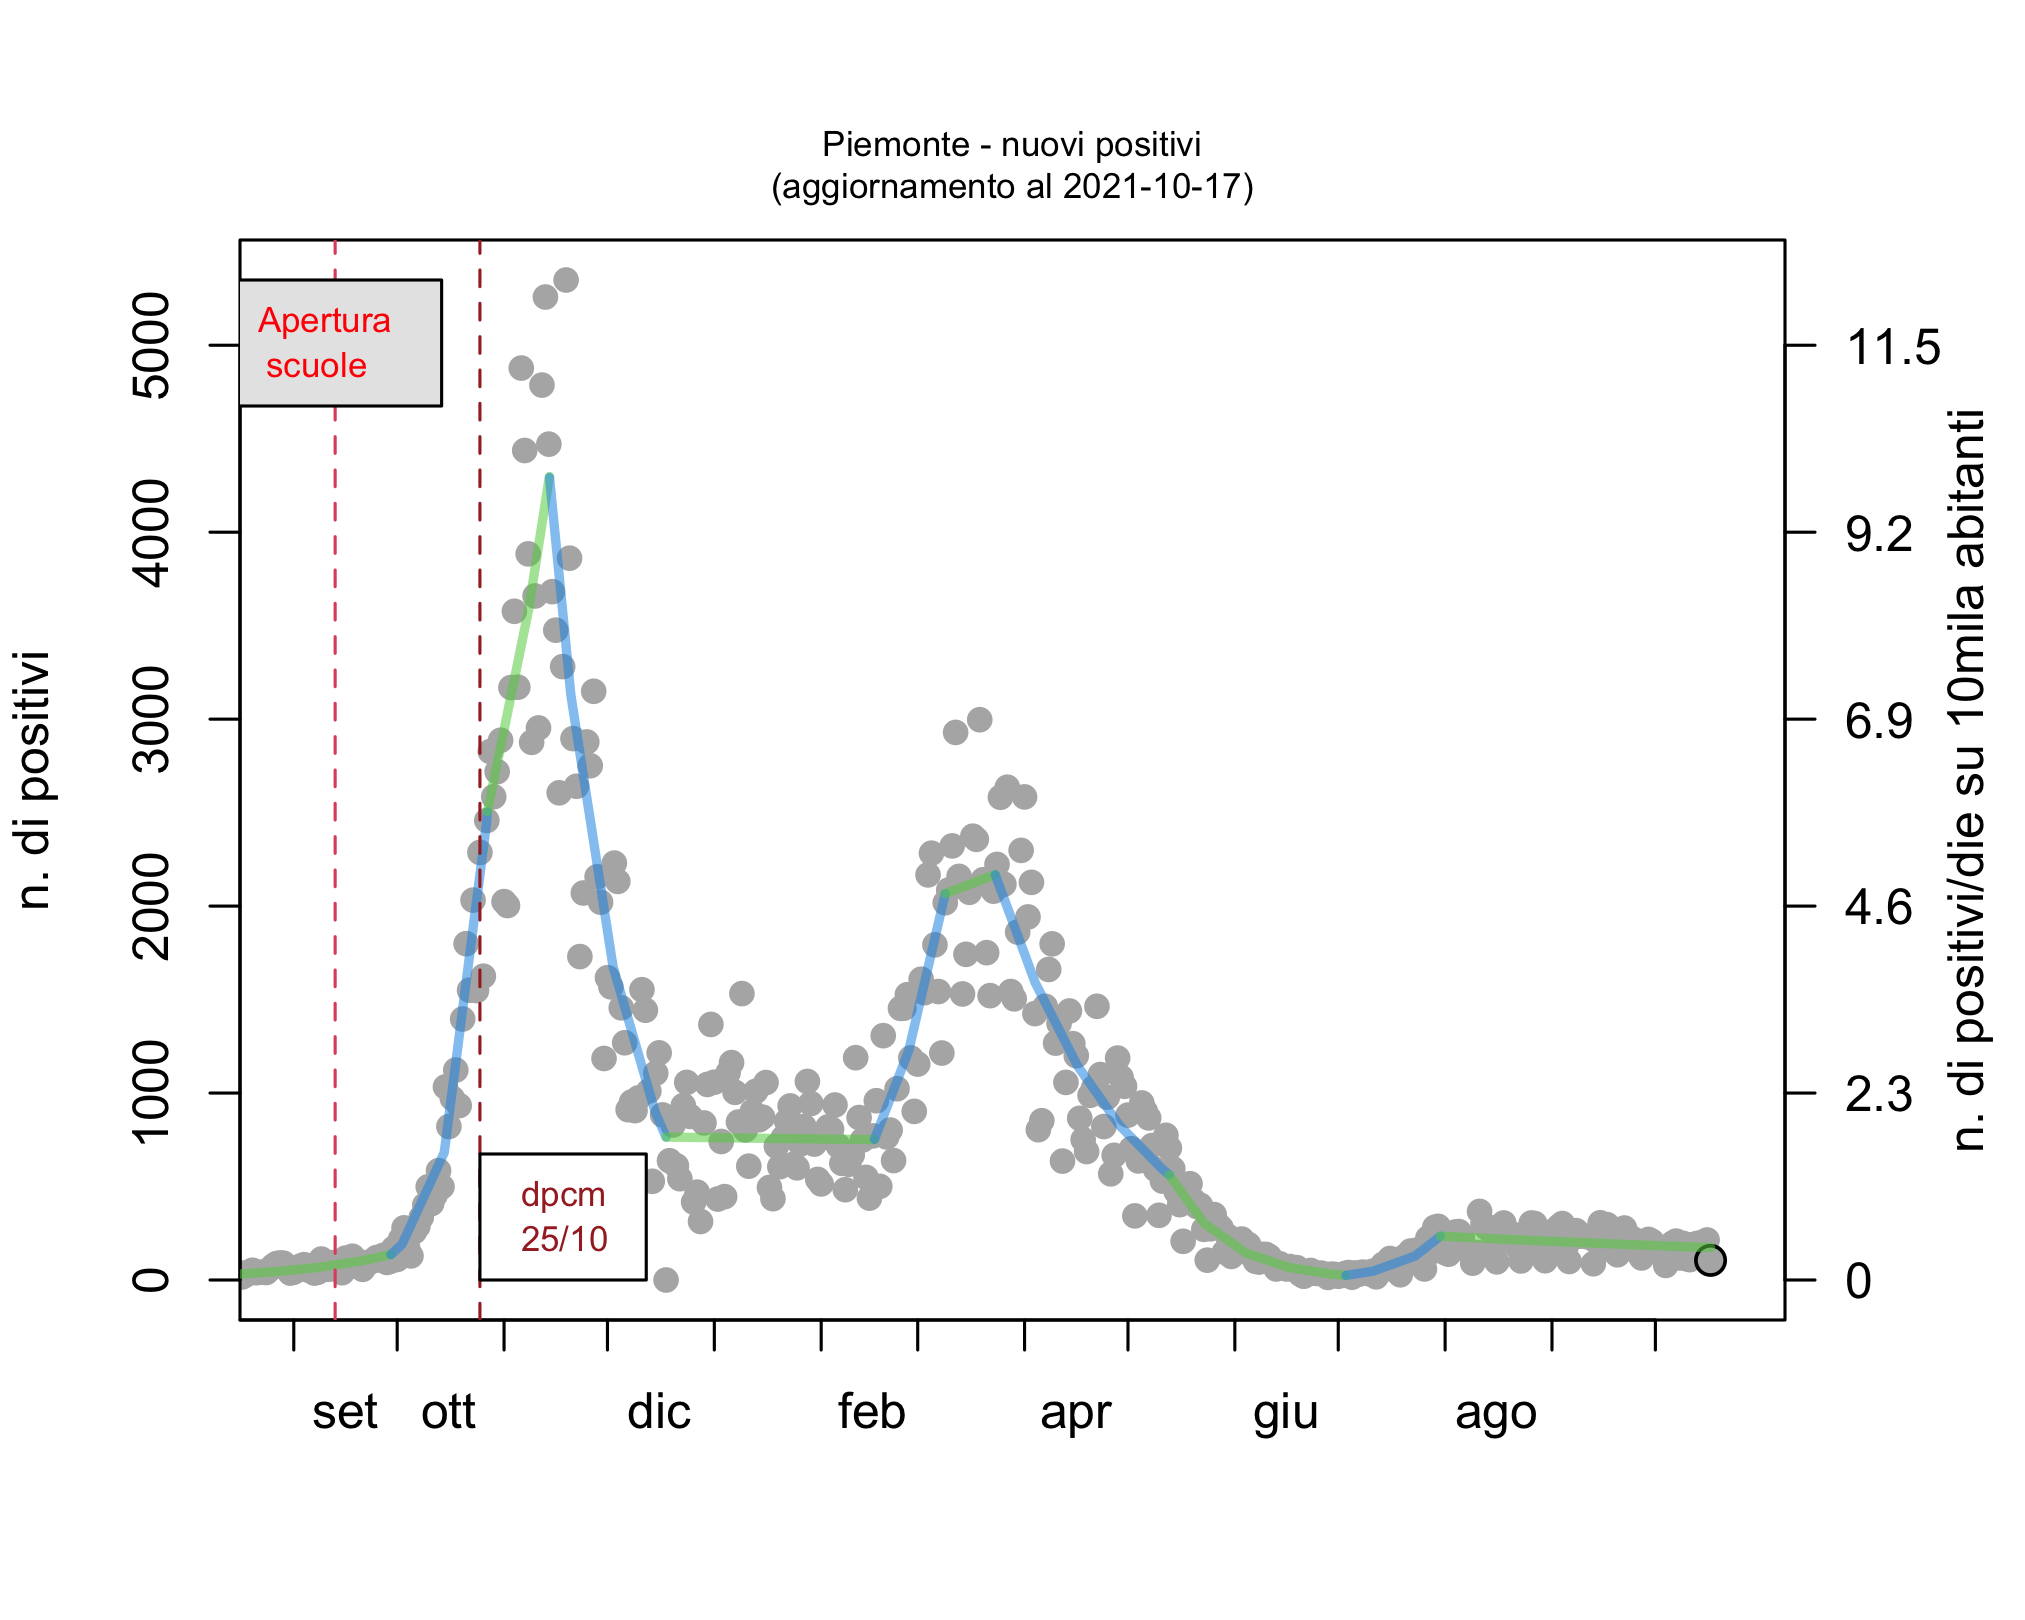 Piemonte - nuovi positivi
(aggiornamento al 2021-10-17)
n. di positivi
5000
4000
3000
2000
1000
0
Apertura
scuole
dpcm
25/10
11.5
9.2
6.9
4.6
2.3
0
n. di positivi/die su 10mila abitanti
set ott dic feb apr giu ago